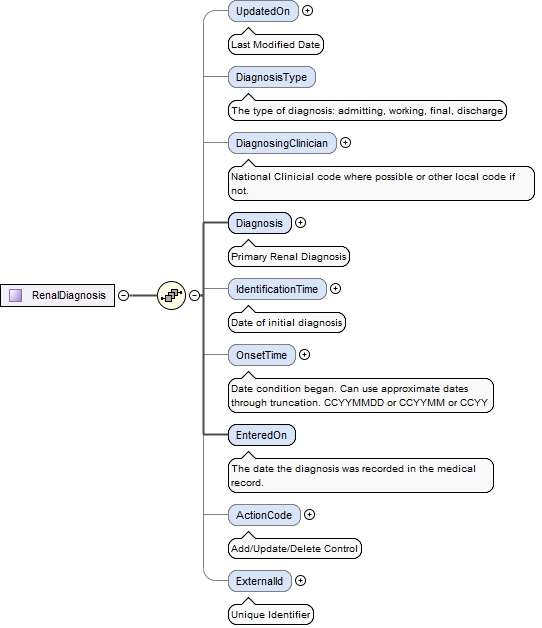 UpdatedOn
Last Modified Date
DiagnosisType
The type of diagnosis: admitting, working, final, discharge
DiagnosingClinician
National Clinicial code where possible or other local code if
not.
Diagnosis
Primary Renal Diagnosis
RenalDiagnosis
IdentificationTime
Date of initial diagnosis
OnsetTime
Date condition began. Can use approximate dates
through truncation. CCYYMMDD or CCYYMM or CCYY
EnteredOn
The date the diagnosis was recorded in the medical
record.
ActionCode
Add/Update/Delete Control
ExternalId
Unique Identifier